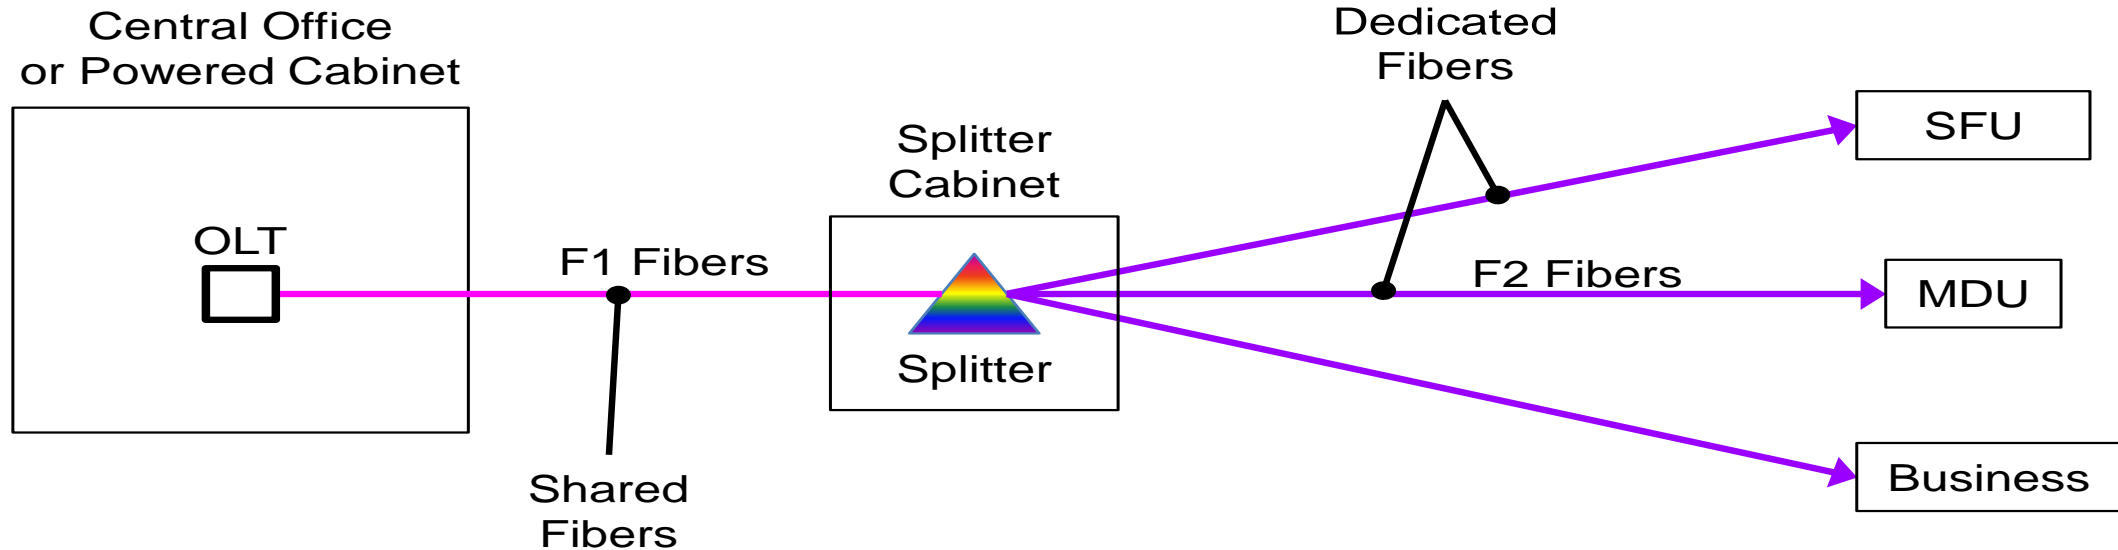 Central Office
or Powered Cabinet
OLT
F1 Fibers
Shared
Fibers
Splitter
Cabinet
Splitter
Dedicated
Fibers
F2 Fibers
SFU
MDU
Business